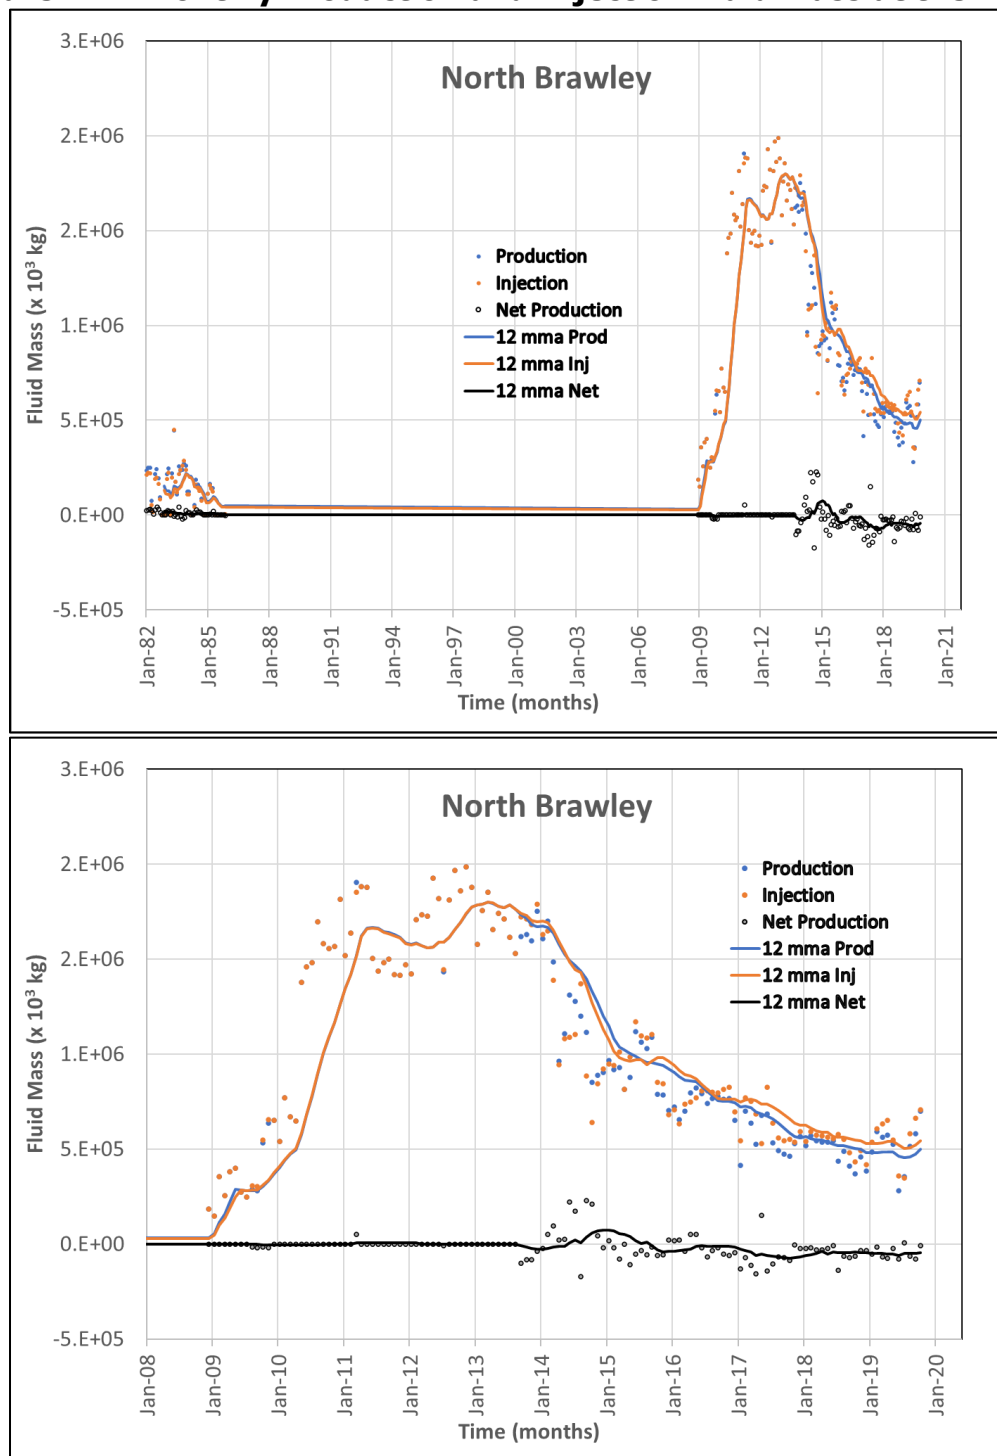 North Brawley
3.E+06
2.E+06
2.E+06
1.E+06
5.E+05
0.E+00
-5.E+05
Fluid Mass (x 10³ kg)
Production
Injection
Net Production
12 mma Prod
12 mma Inj
12 mma Net
Jan-82
Jan-85
Jan-88
Jan-91
Jan-94
Jan-97
Jan-00
Jan-03
Jan-06
Jan-09
Jan-12
Jan-15
Jan-18
Jan-21
Time (months)
North Brawley
3.E+06
2.E+06
2.E+06
1.E+06
5.E+05
0.E+00
-5.E+05
Fluid Mass (x 10³ kg)
Production
Injection
Net Production
12 mma Prod
12 mma Inj
12 mma Net
Jan-08
Jan-09
Jan-10
Jan-11
Jan-12
Jan-13
Jan-14
Jan-15
Jan-16
Jan-17
Jan-18
Jan-19
Jan-20
Time (months)